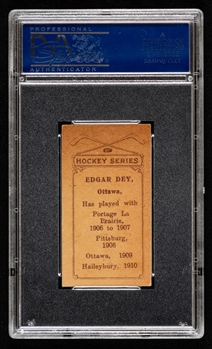 PROFESSIONAL
PSA
AUTHENTICATOR
HOCKEY SERIES
EDGAR DEY,
Ottawa,
Has played with
Portage La
Prairie,
1906 to 1907
Pittsburg,
1908
Ottawa, 1909
Haileybury, 1910